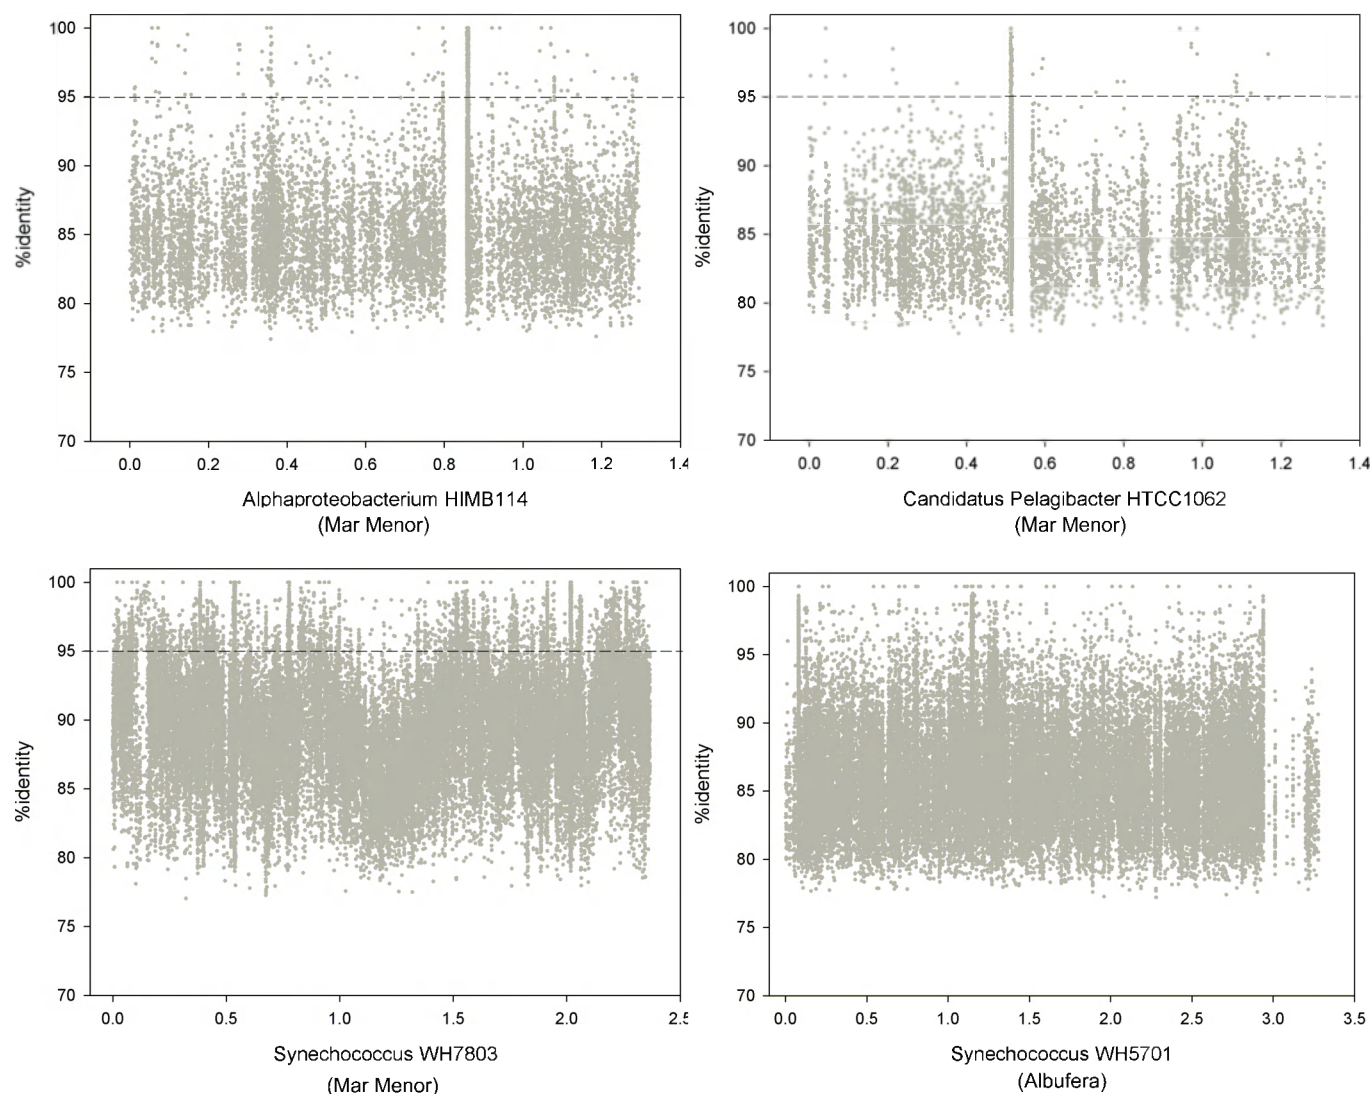 100
95
90
85
80
75
70
%identity
0.0 0.2 0.4 0.6 0.8 1.0 1.2 1.4
Alphaproteobacterium HIMB114
(Mar Menor)
100
95
90
85
80
75
70
%identity
0.0 0.2 0.4 0.6 0.8 1.0 1.2 1.4
Candidatus Pelagibacter HTCC1062
(Mar Menor)
100
95
90
85
80
75
70
%identity
0.0 0.5 1.0 1.5 2.0 2.5
Synechococcus WH7803
(Mar Menor)
100
95
90
85
80
75
70
%identity
0.0 0.5 1.0 1.5 2.0 2.5 3.0 3.5
Synechococcus WH5701
(Albufera)